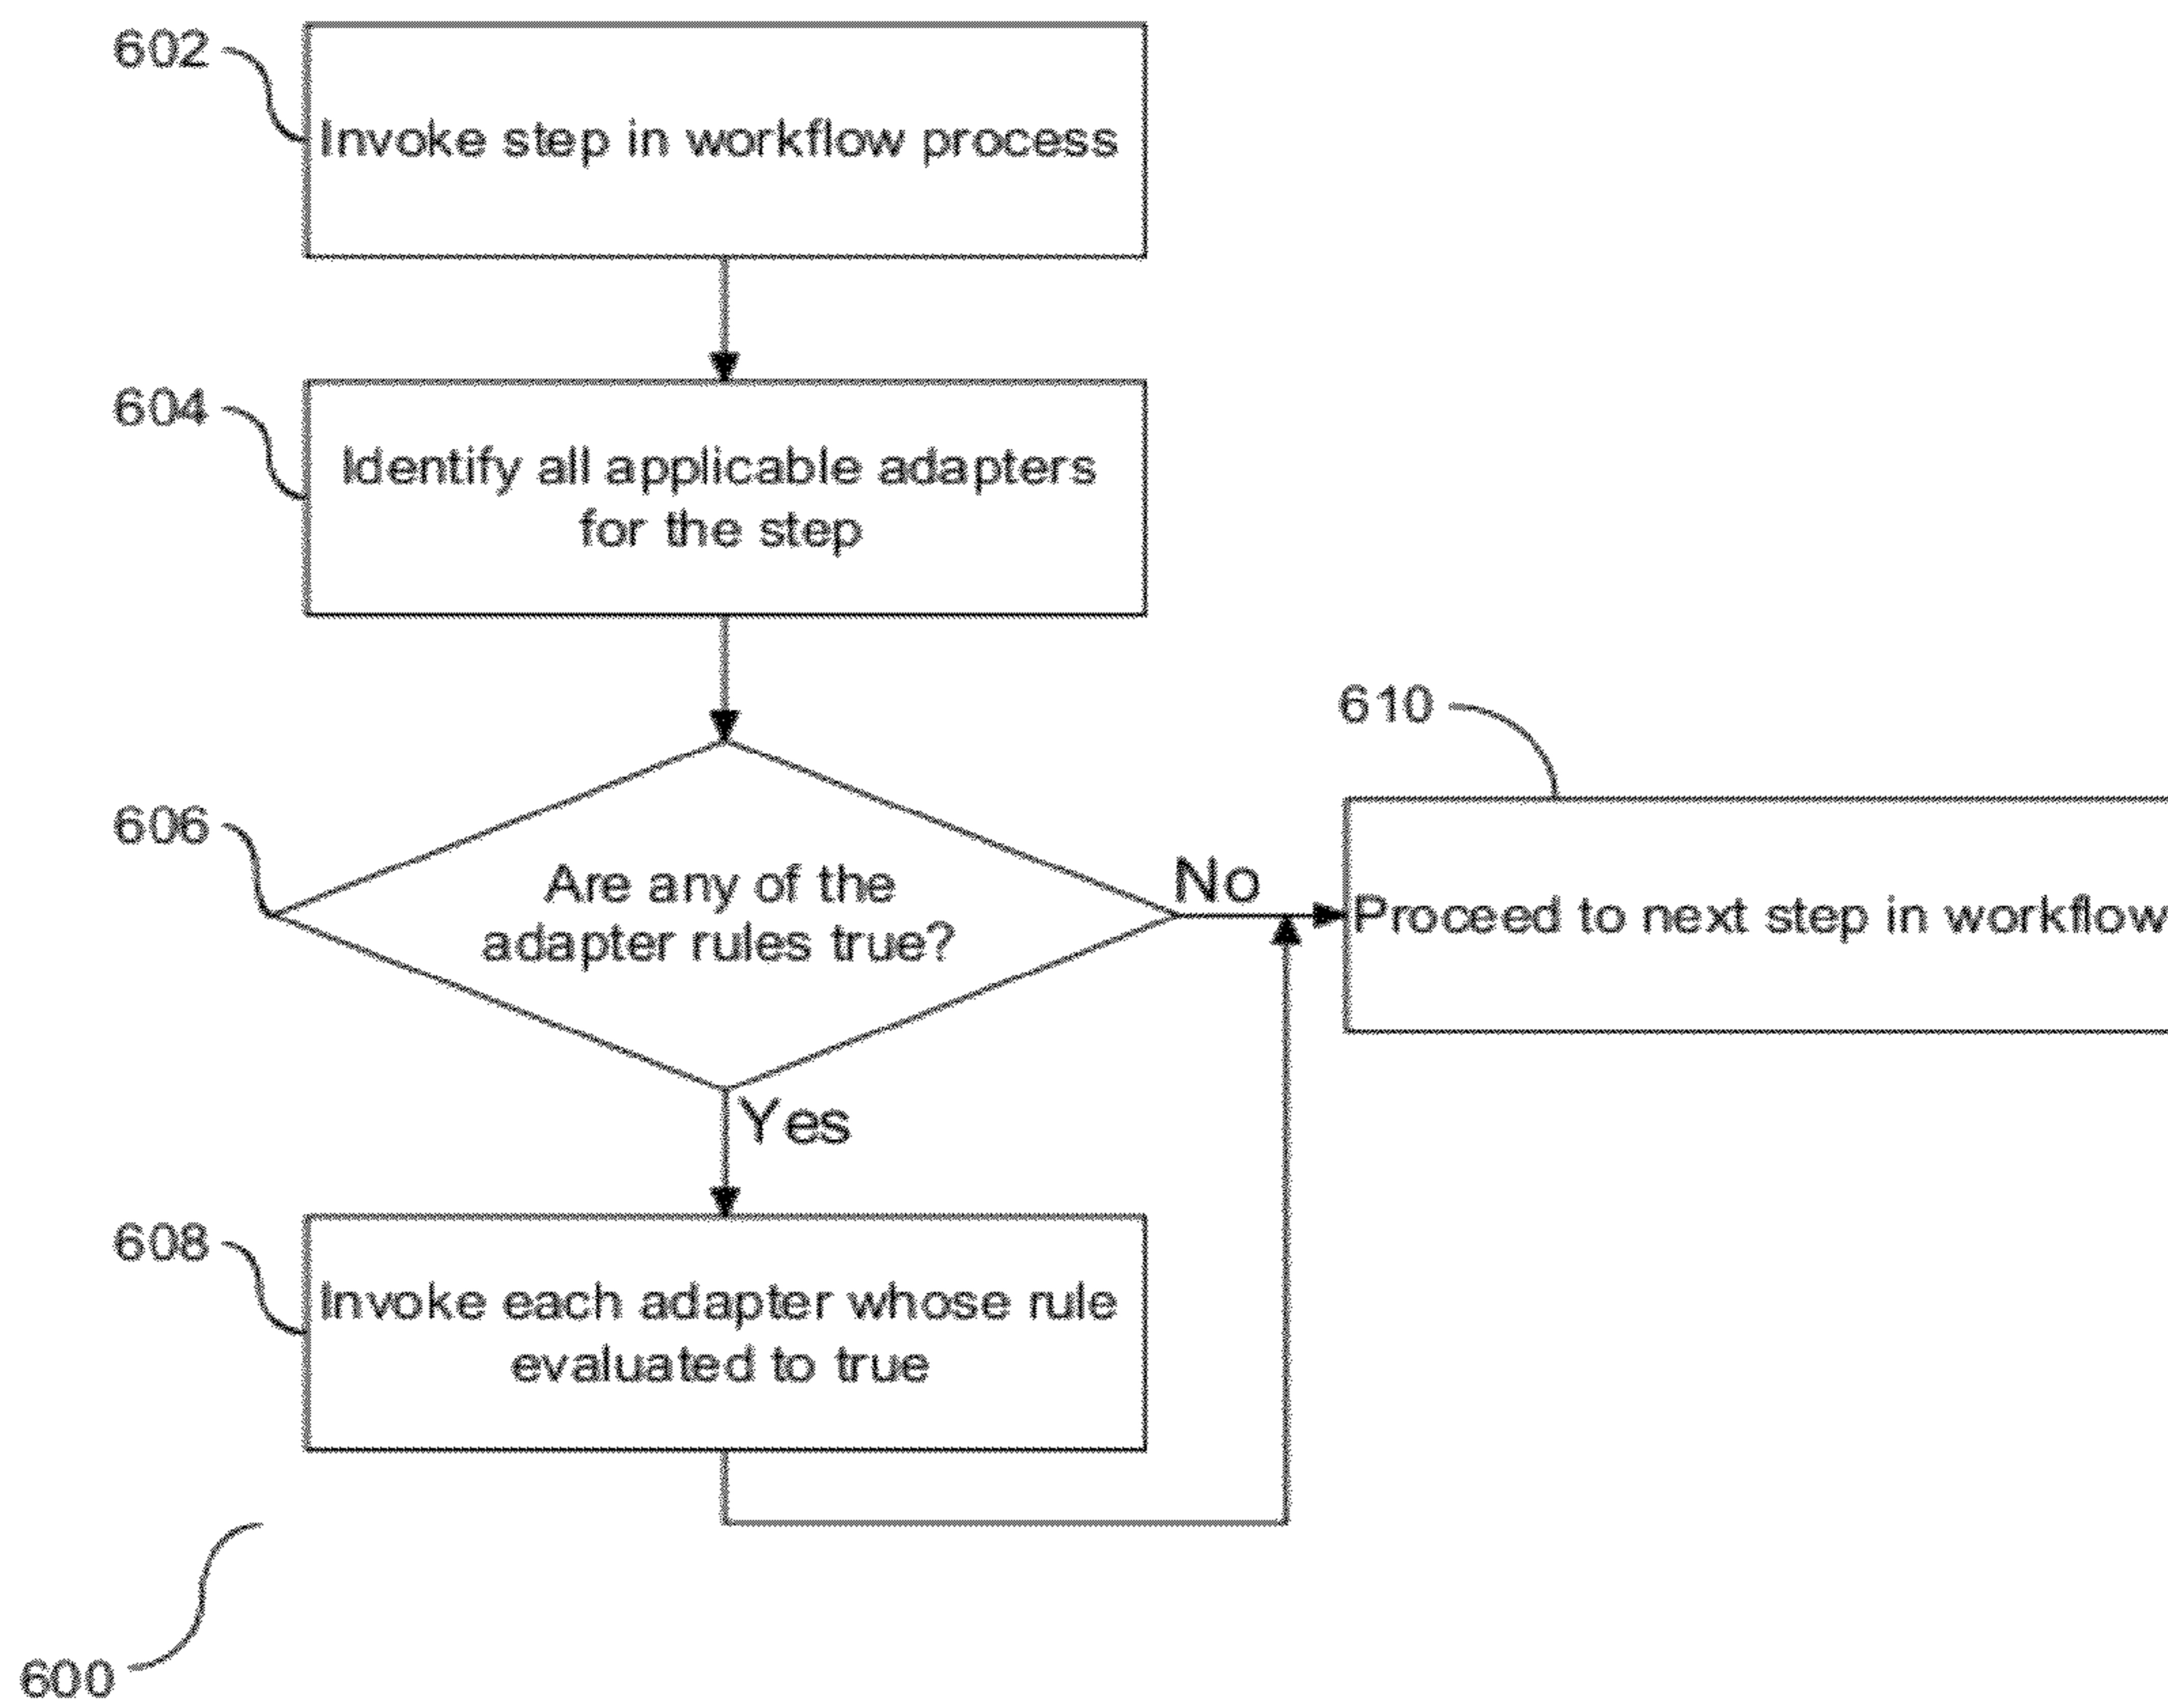 602
Invoke step in workflow process
604
Identify all applicable adapters
for the step
610
606
Are any of the
adapter rules true?
No
Proceed to next step in workflow
Yes
608
Invoke each adapter whose rule
evaluated to true
600